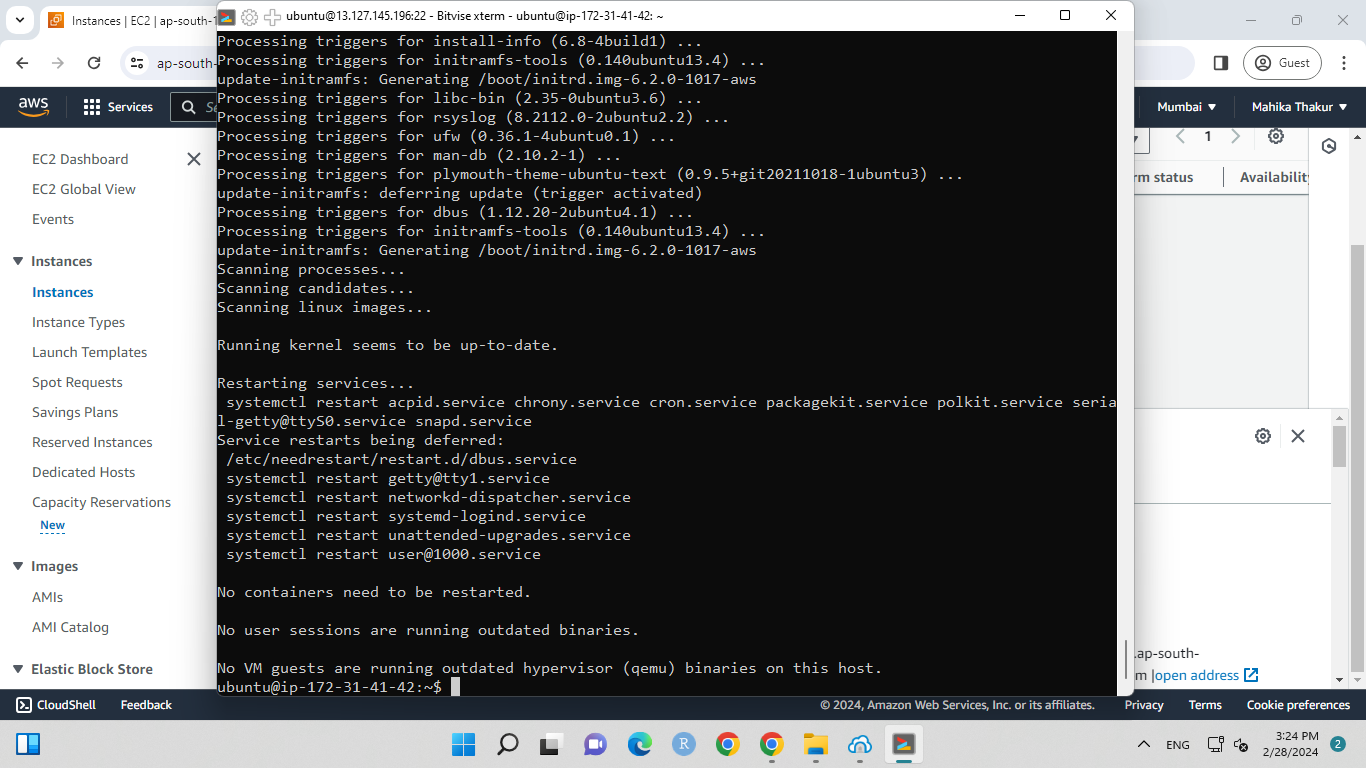 Instances | EC2 | ap-south-1
ubuntu@13.127.145.196:22 - Bitvise xterm - ubuntu@ip-172-31-41-42: ~
ap-south-
Guest
aws
Services
Mumbai
Mahika Thakur
EC2 Dashboard
EC2 Global View
Events
Instances
Instances
Instance Types
Launch Templates
Spot Requests
Savings Plans
Reserved Instances
Dedicated Hosts
Capacity Reservations
New
Images
AMIs
AMI Catalog
Elastic Block Store
Processing triggers for install-info (6.8-4build1) ...
Processing triggers for initramfs-tools (0.140ubuntu13.4) ...
update-initramfs: Generating /boot/initrd.img-6.2.0-1017-aws
Processing triggers for libc-bin (2.35-0ubuntu3.6) ...
Processing triggers for rsyslog (8.2112.0-2ubuntu2.2) ...
Processing triggers for ufw (0.36.1-4ubuntu0.1) ...
Processing triggers for man-db (2.10.2-1) ...
Processing triggers for plymouth-theme-ubuntu-text (0.9.5+git20211018-1ubuntu3) ...
update-initramfs: deferring update (trigger activated)
Processing triggers for dbus (1.12.20-2ubuntu4.1) ...
Processing triggers for initramfs-tools (0.140ubuntu13.4) ...
update-initramfs: Generating /boot/initrd.img-6.2.0-1017-aws
Scanning processes...
Scanning candidates...
Scanning linux images...
Running kernel seems to be up-to-date.
Restarting services...
systemctl restart acpid.service chrony.service cron.service packagekit.service polkit.service seria
l-getty@ttyS0.service snapd.service
Service restarts being deferred:
/etc/needrestart/restart.d/dbus.service
systemctl restart getty@tty1.service
systemctl restart networkd-dispatcher.service
systemctl restart systemd-logind.service
systemctl restart unattended-upgrades.service
systemctl restart user@1000.service
No containers need to be restarted.
No user sessions are running outdated binaries.
No VM guests are running outdated hypervisor (qemu) binaries on this host.
ubuntu@ip-172-31-41-42:~$
1
rm status
Availability
.ap-south-
m |open address
CloudShell
Feedback
© 2024, Amazon Web Services, Inc. or its affiliates.
Privacy
Terms
Cookie preferences
ENG
3:24 PM
2/28/2024
2